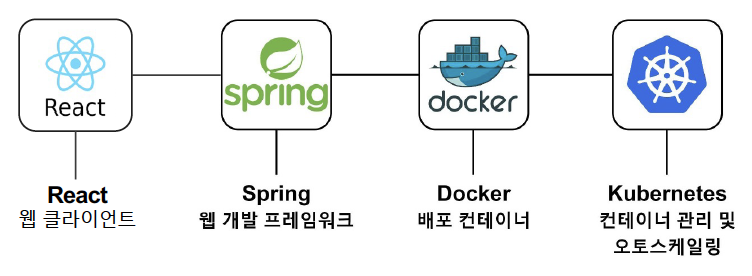 React
spring
docker
React
웹 클라이언트
Spring
웹 개발 프레임워크
Docker
배포 컨테이너
Kubernetes
컨테이너 관리 및
오토스케일링